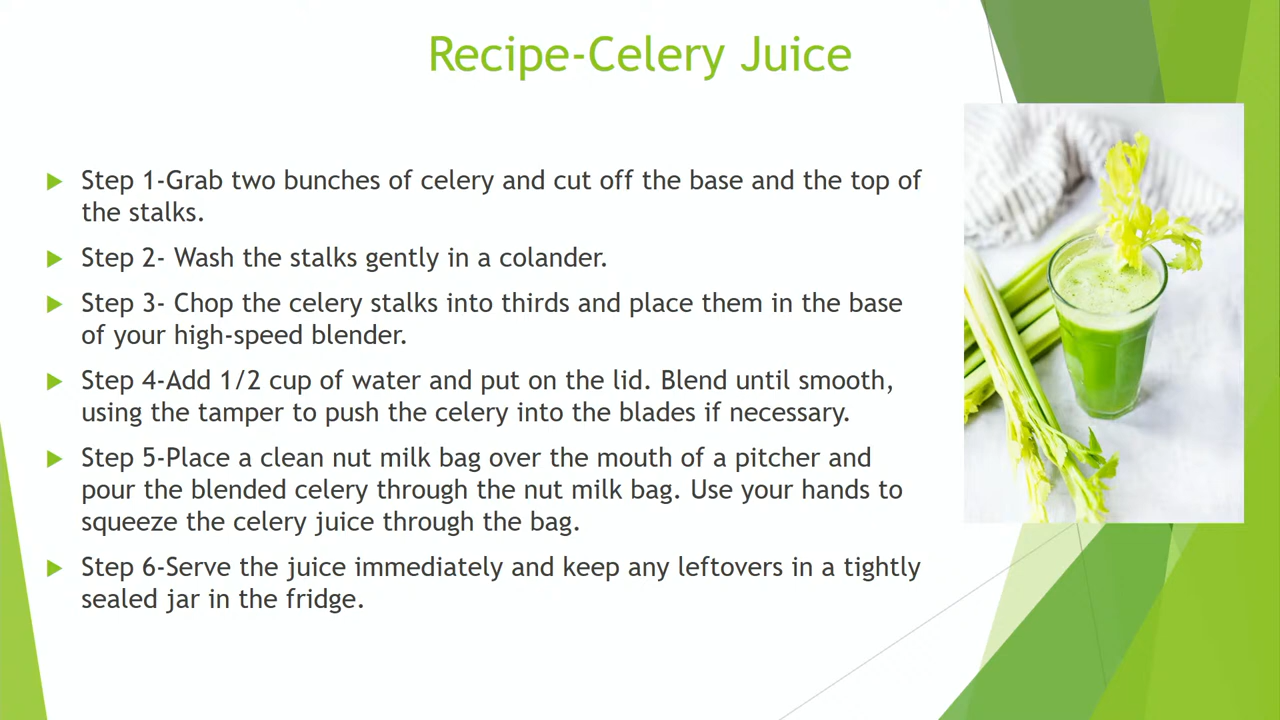 Recipe-Celery Juice
Step 1-Grab two bunches of celery and cut off the base and the top of
the stalks.
Step 2- Wash the stalks gently in a colander.
Step 3- Chop the celery stalks into thirds and place them in the base
of your high-speed blender.
Step 4-Add 1/2 cup of water and put on the lid. Blend until smooth,
using the tamper to push the celery into the blades if necessary.
Step 5-Place a clean nut milk bag over the mouth of a pitcher and
pour the blended celery through the nut milk bag. Use your hands to
squeeze the celery juice through the bag.
Step 6-Serve the juice immediately and keep any leftovers in a tightly
sealed jar in the fridge.